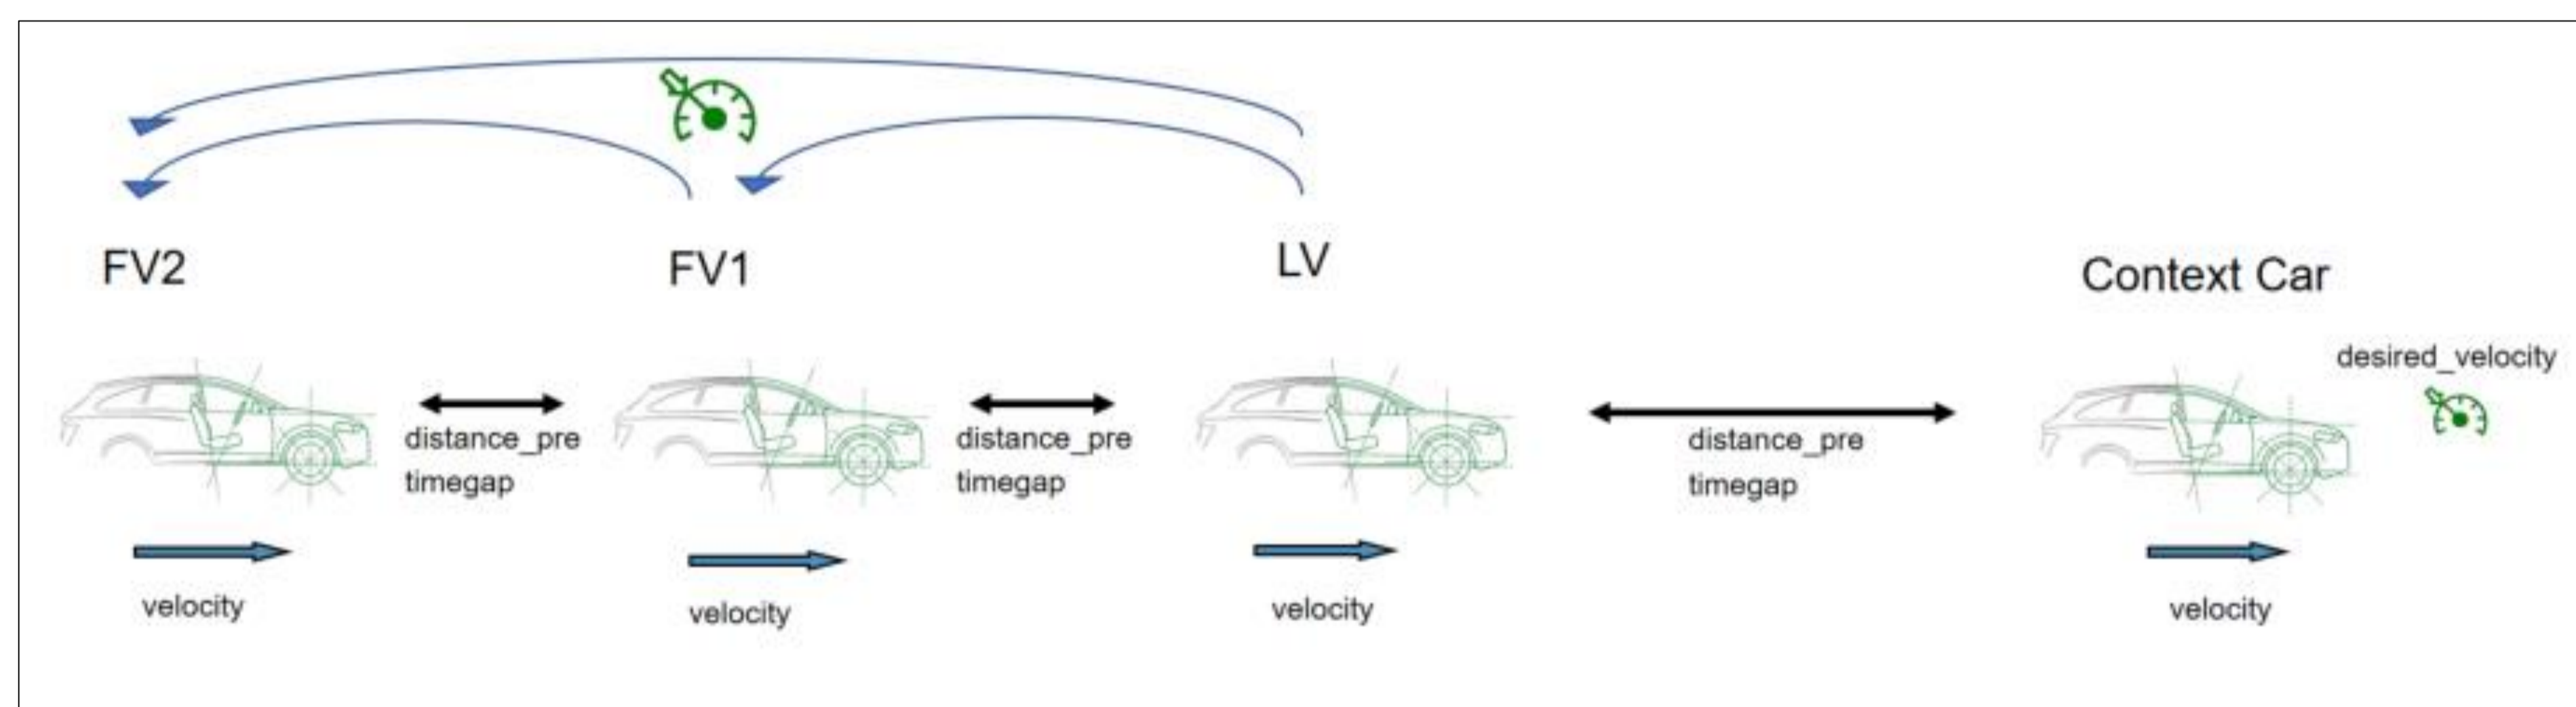 FV2
FV1
LV
Context Car
desired_velocity
distance_pre
timegap
distance_pre
timegap
distance_pre
timegap
velocity
velocity
velocity
velocity